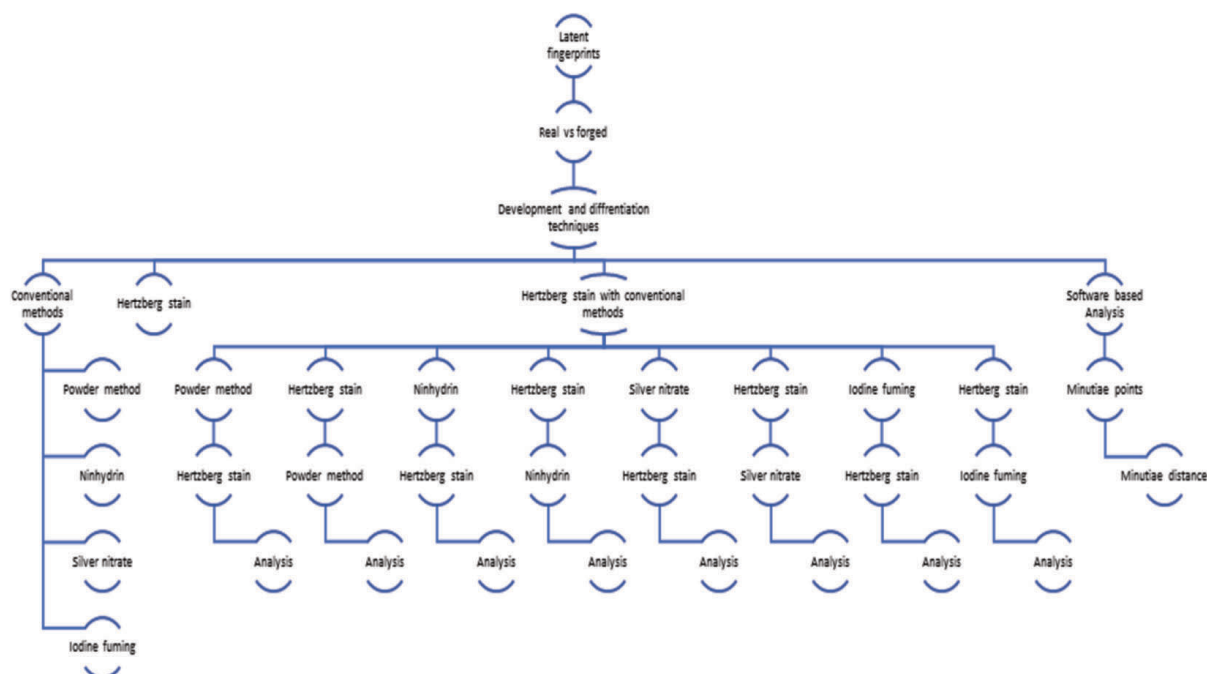 Latent
fingerprints
Real vs forged
Development and diffrentiation
techniques
Conventional
methods
Hertzberg stain
Hertzberg stain with conventional
methods
Software based
Analysis
Powder method
Powder method
Hertzberg stain
Ninhydrin
Hertzberg stain
Silver nitrate
Hertzberg stain
Iodine fuming
Hertberg stain
Minutiae points
Ninhydrin
Hertzberg stain
Powder method
Hertzberg stain
Ninhydrin
Hertzberg stain
Silver nitrate
Hertzberg stain
Iodine fuming
Minutiae distance
Silver nitrate
Analysis
Analysis
Analysis
Analysis
Analysis
Analysis
Analysis
Analysis
Iodine fuming